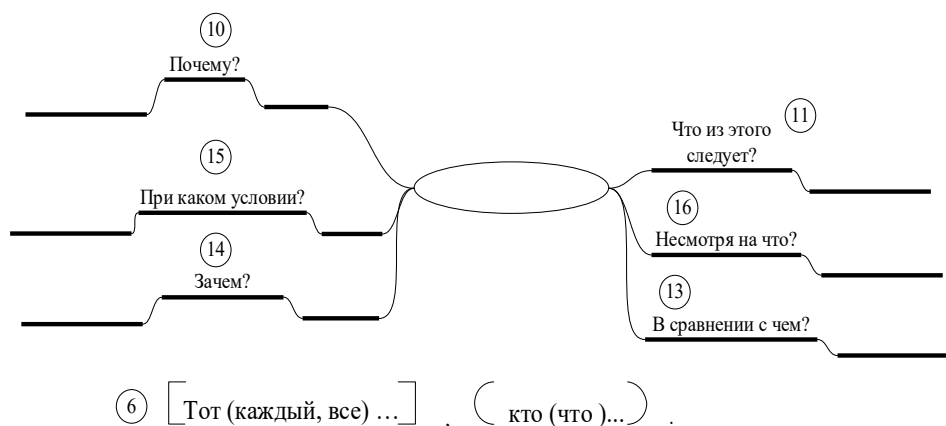 10
Почему?
11
Что из этого
следует?
15
При каком условии?
16
Несмотря на что?
14
Зачем?
13
В сравнении с чем?
6 [Тот (каждый, все) …] , ( кто (что )...) .